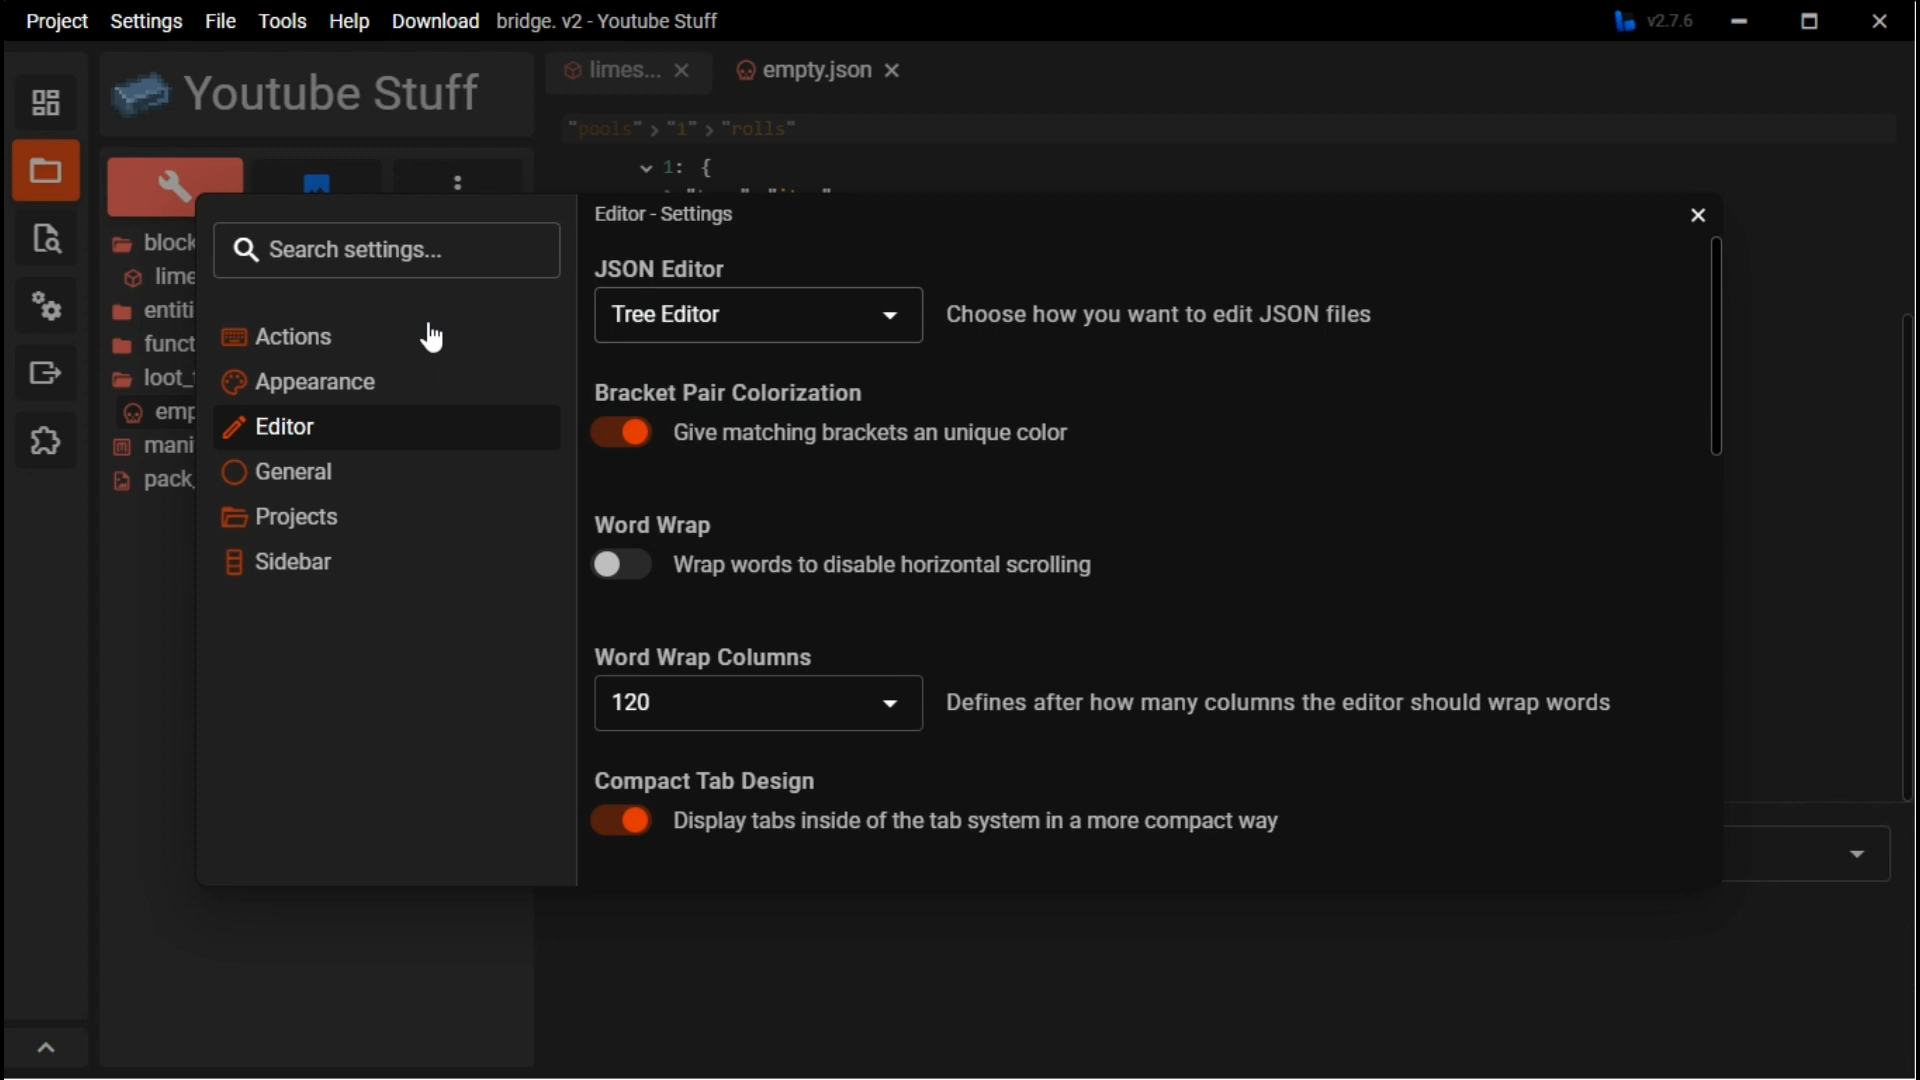 Project Settings File Tools Help Download bridge. v2 - Youtube Stuff v2.7.6
Youtube Stuff
limes... empty.json
"pools" > "1" > "rolls"
1: {
block
lime
entiti
funct
loot_
emp
mani
pack_
Search settings...
Actions
Appearance
Editor
General
Projects
Sidebar
Editor - Settings
JSON Editor
Tree Editor Choose how you want to edit JSON files
Bracket Pair Colorization
Give matching brackets an unique color
Word Wrap
Wrap words to disable horizontal scrolling
Word Wrap Columns
120 Defines after how many columns the editor should wrap words
Compact Tab Design
Display tabs inside of the tab system in a more compact way